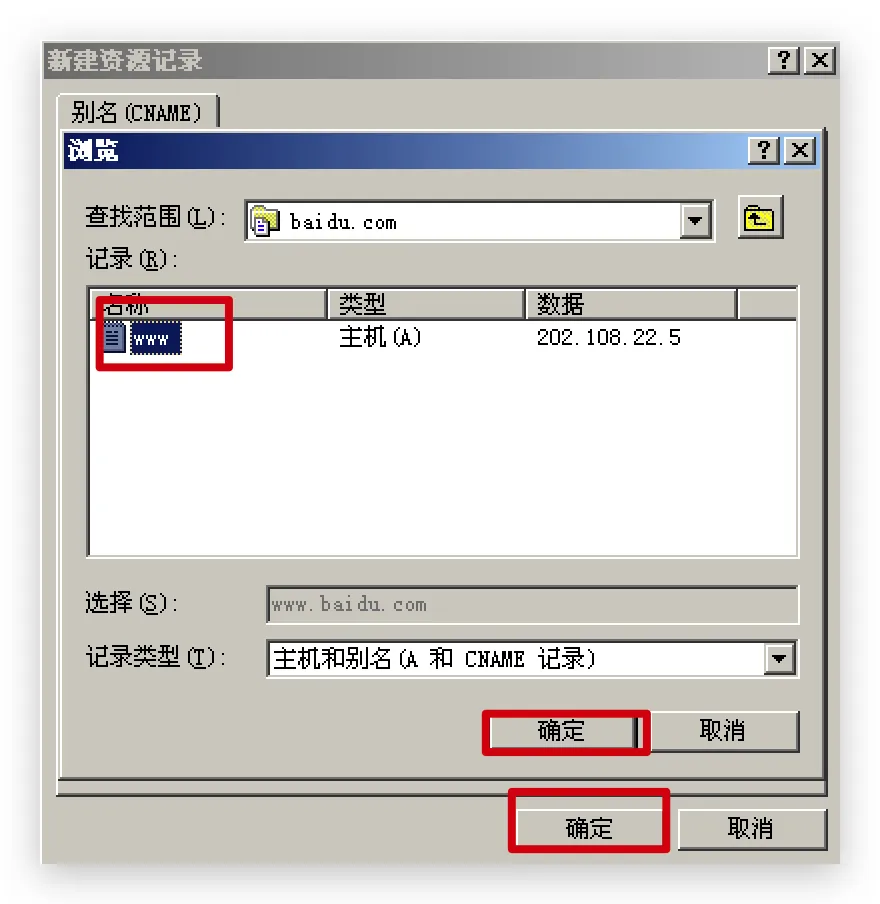 新建资源记录
别名(CNAME)
浏览
查找范围(L): baidu.com
记录(R):
名称 类型 数据
www 主机(A) 202.108.22.5
选择(S): www.baidu.com
记录类型(T): 主机和别名(A 和 CNAME 记录)
确定 取消
确定 取消